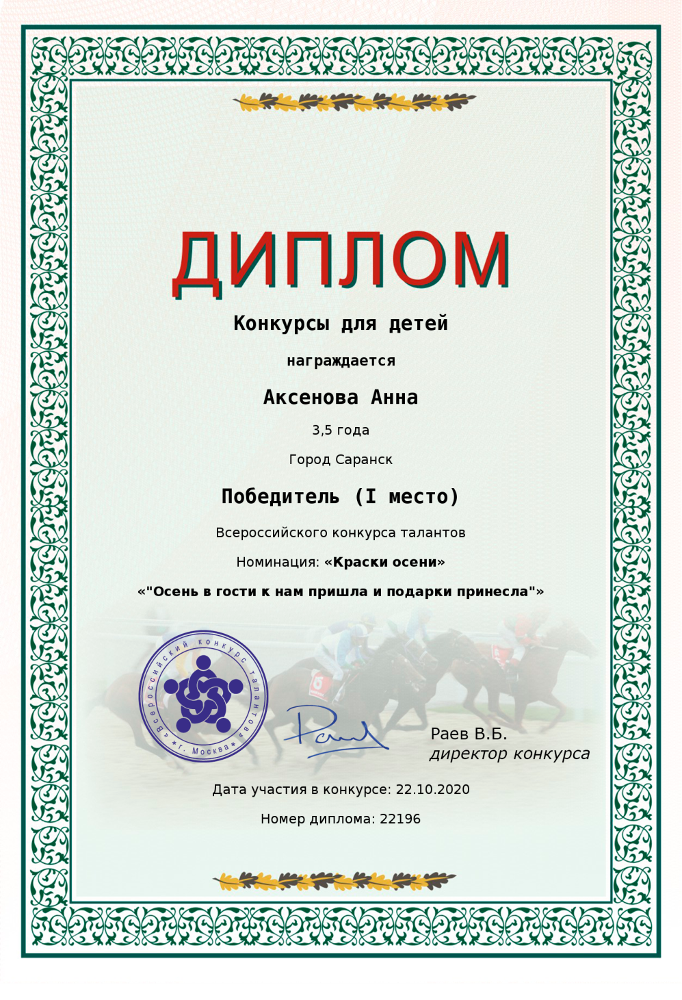 ДИПЛОМ
Конкурсы для детей
награждается
Аксенова Анна
3,5 года
Город Саранск
Победитель (I место)
Всероссийского конкурса талантов
Номинация: «Краски осени»
«"Осень в гости к нам пришла и подарки принесла"»
«Всероссийский конкурс талантов»
* г. Москва *
Раев В.Б.
директор конкурса
Дата участия в конкурсе: 22.10.2020
Номер диплома: 22196